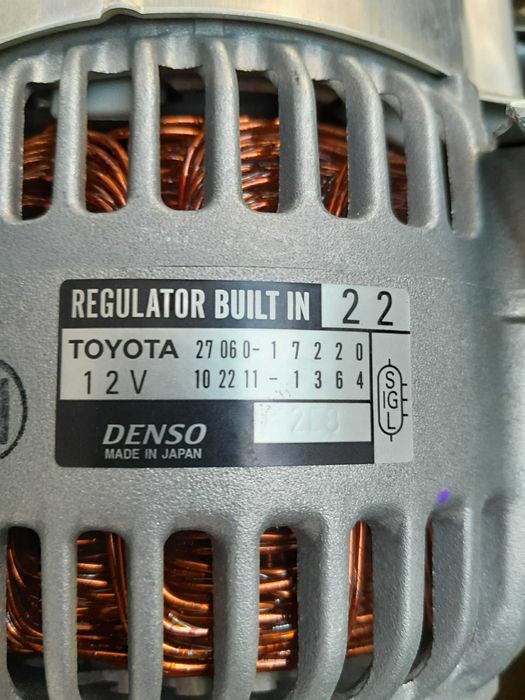 REGULATOR BUILT IN 22
TOYOTA 27060-17220
12V 102211-1364
S
IG
L
DENSO
MADE IN JAPAN